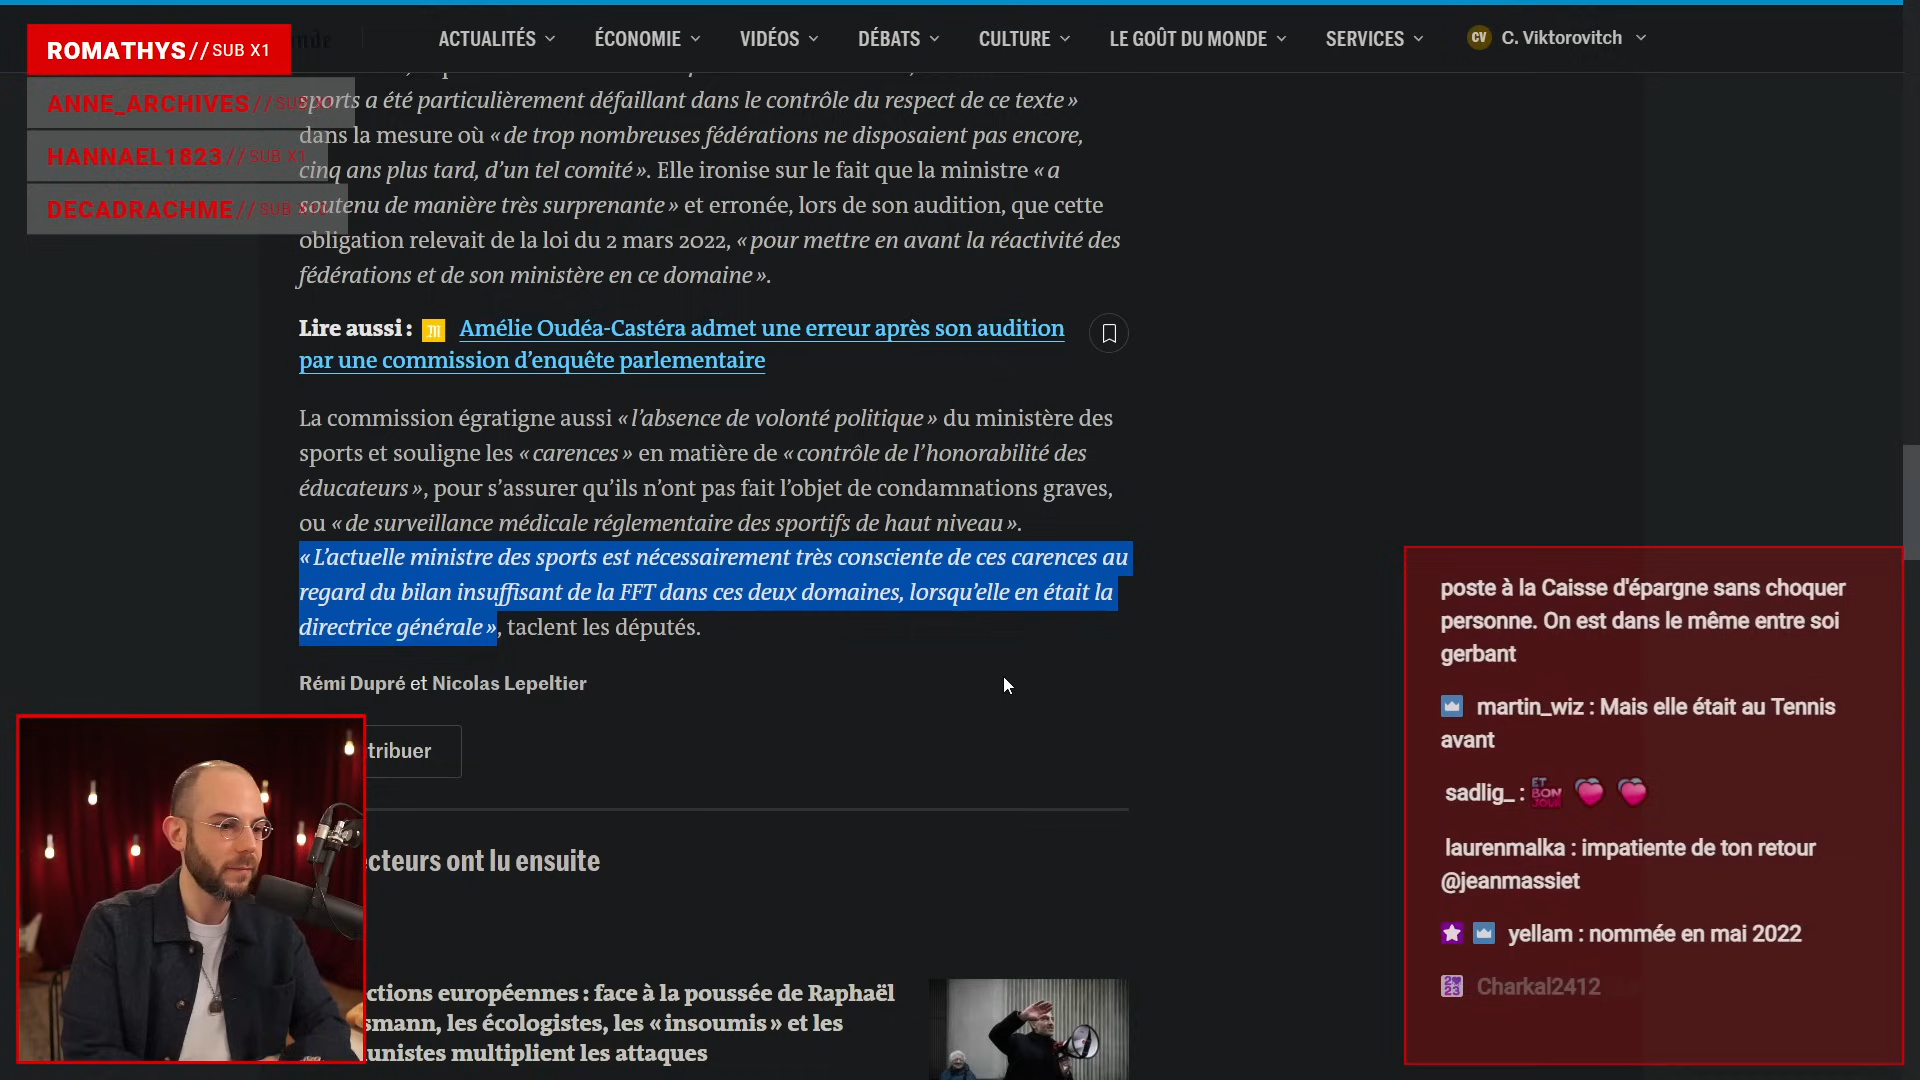 ROMATHYS // SUB X1
ANNE_ARCHIVES // SUB
HANNAEL1823 // SUB X1
DECADRACHME // SUB
nde
ACTUALITÉS
ÉCONOMIE
VIDÉOS
DÉBATS
CULTURE
LE GOÛT DU MONDE
SERVICES
CV
C. Viktorovitch
sports a été particulièrement défaillant dans le contrôle du respect de ce texte »
dans la mesure où « de trop nombreuses fédérations ne disposaient pas encore,
cinq ans plus tard, d’un tel comité ». Elle ironise sur le fait que la ministre « a
soutenu de manière très surprenante » et erronée, lors de son audition, que cette
obligation relevait de la loi du 2 mars 2022, « pour mettre en avant la réactivité des
fédérations et de son ministère en ce domaine ».
Lire aussi : m Amélie Oudéa-Castéra admet une erreur après son audition
par une commission d’enquête parlementaire
La commission égratigne aussi « l’absence de volonté politique » du ministère des
sports et souligne les « carences » en matière de « contrôle de l’honorabilité des
éducateurs », pour s’assurer qu’ils n’ont pas fait l’objet de condamnations graves,
ou « de surveillance médicale réglementaire des sportifs de haut niveau ».
« L’actuelle ministre des sports est nécessairement très consciente de ces carences au
regard du bilan insuffisant de la FFT dans ces deux domaines, lorsqu’elle en était la
directrice générale », taclent les députés.
Rémi Dupré et Nicolas Lepeltier
tribuer
cteurs ont lu ensuite
ctions européennes : face à la poussée de Raphaël
smann, les écologistes, les « insoumis » et les
unistes multiplient les attaques
poste à la Caisse d'épargne sans choquer
personne. On est dans le même entre soi
gerbant
martin_wiz : Mais elle était au Tennis
avant
sadlig_ : ET BON JOUR
laurenmalka : impatiente de ton retour
@jeanmassiet
yellam : nommée en mai 2022
2023 Charkal2412